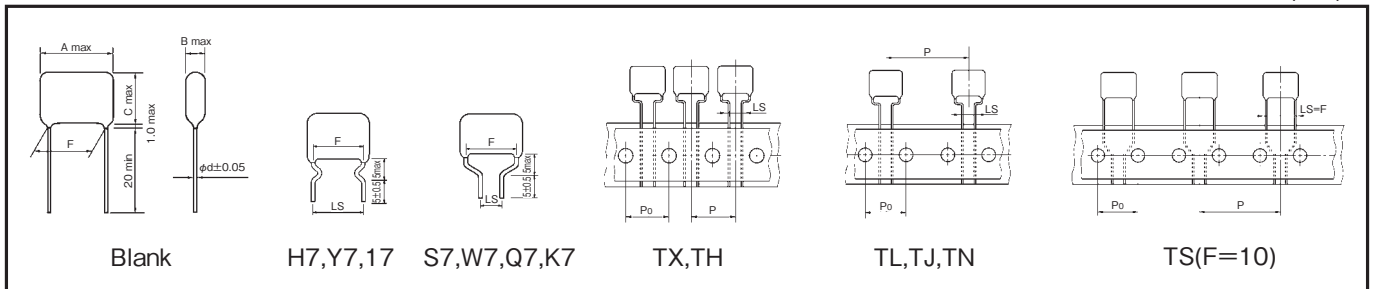 A max
B max
C max
1.0 max
F
20 min
φd±0.05
Blank
F
5max
5±0.5
LS
H7,Y7,17
F
5max
5±0.5
LS
S7,W7,Q7,K7
LS
P0
P
TX,TH
P
LS
P0
TL,TJ,TN
LS=F
P0
P
TS(F=10)